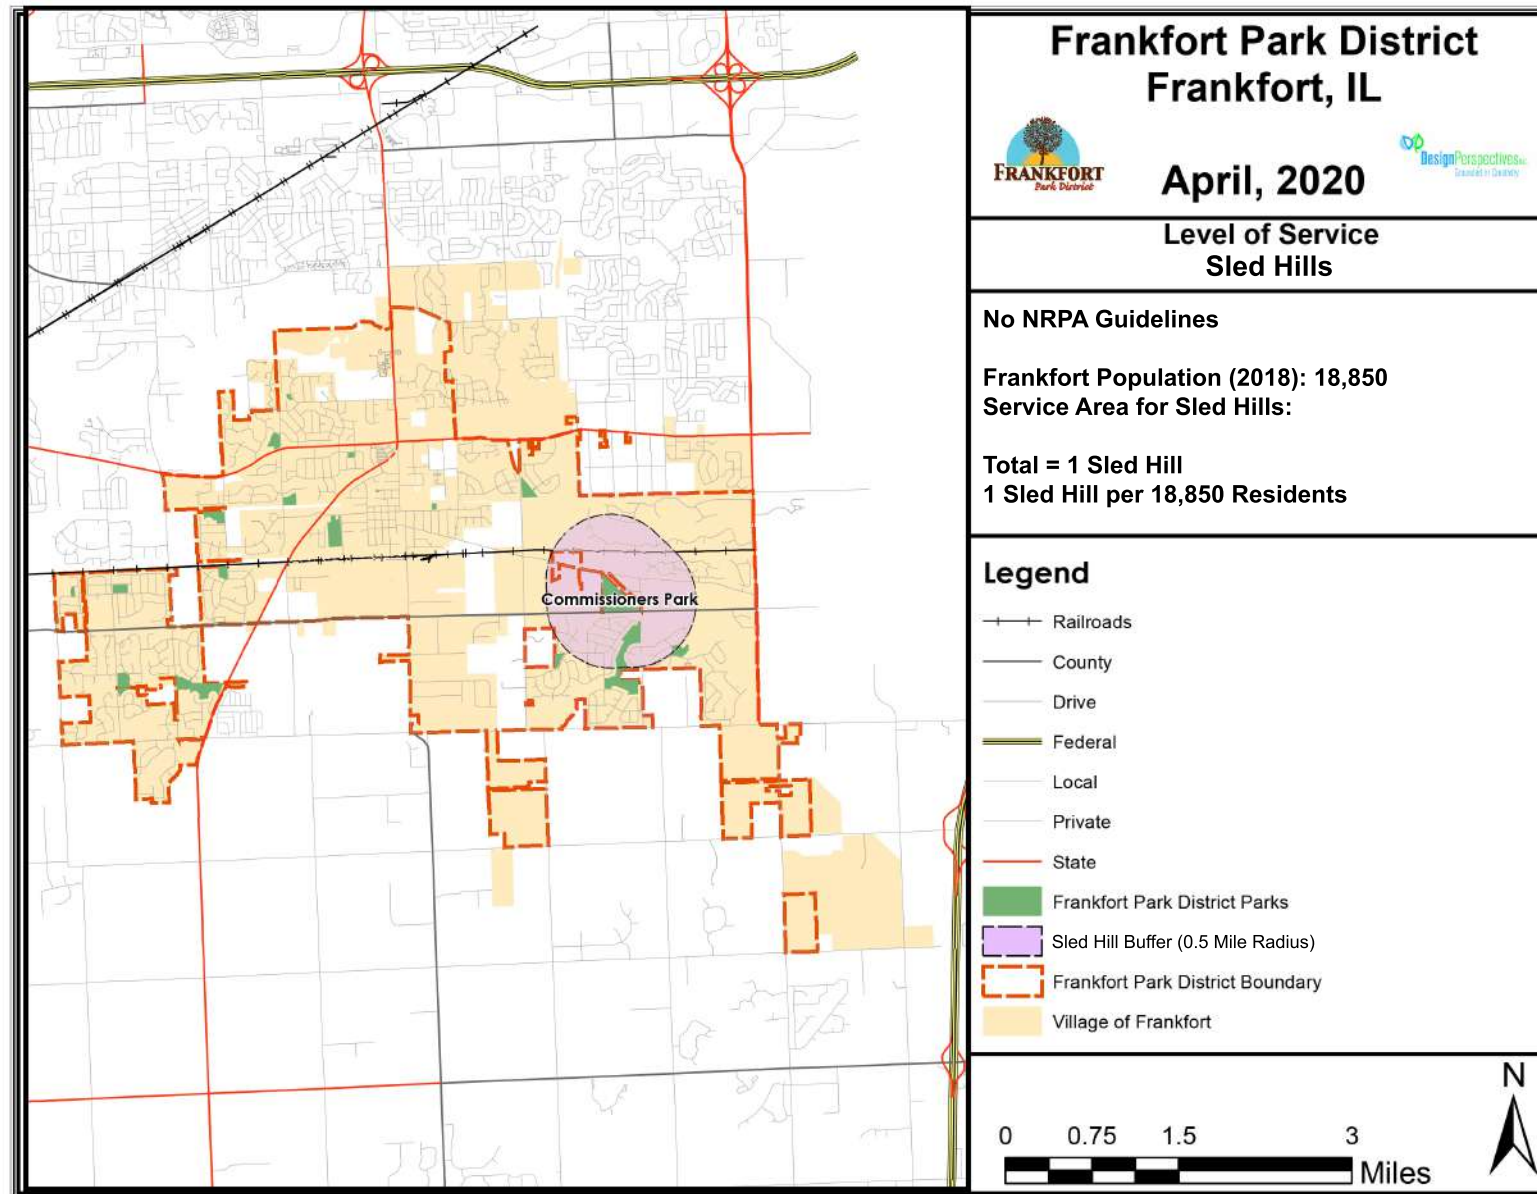 Frankfort Park District
Frankfort, IL
FRANKFORT
Park District
April, 2020
DesignPerspectives
Grounded in Creativity
Level of Service
Sled Hills
No NRPA Guidelines
Frankfort Population (2018): 18,850
Service Area for Sled Hills:
Total = 1 Sled Hill
1 Sled Hill per 18,850 Residents
Commissioners Park
Legend
Railroads
County
Drive
Federal
Local
Private
State
Frankfort Park District Parks
Sled Hill Buffer (0.5 Mile Radius)
Frankfort Park District Boundary
Village of Frankfort
N
0 0.75 1.5 3
Miles